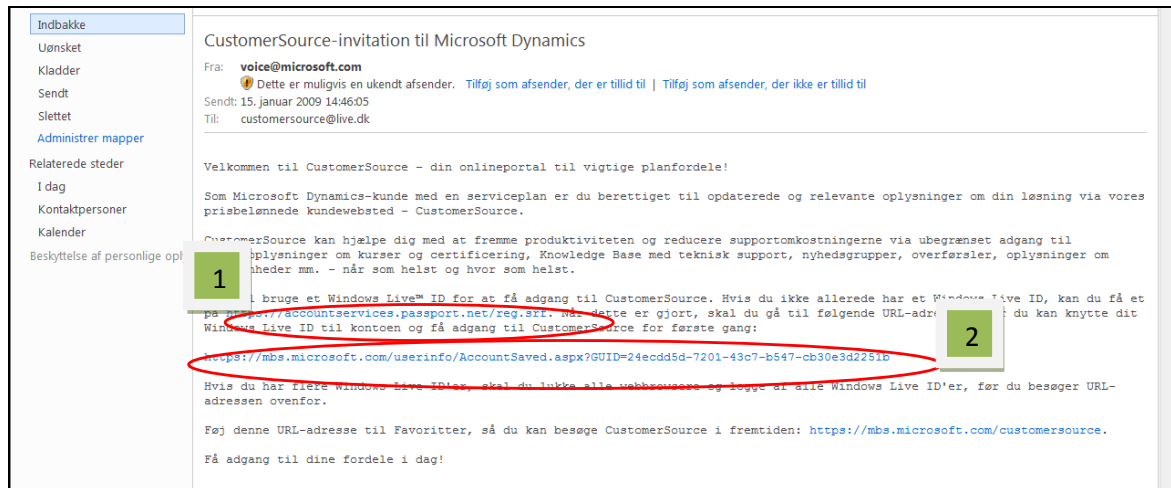 Indbakke
Uønsket
Kladder
Sendt
Slettet
Administrer mapper
Relaterede steder
I dag
Kontaktpersoner
Kalender
Beskyttelse af personlige
CustomerSource-invitation til Microsoft Dynamics
Fra: voice@microsoft.com
Dette er muligvis en ukendt afsender. Tilføj som afsender, der er tillid til | Tilføj som afsender, der ikke er tillid til
Sendt: 15. januar 2009 14:46:05
Til: customersource@live.dk
Velkommen til CustomerSource – din onlineportal til vigtige planfordele!
Som Microsoft Dynamics-kunde med en serviceplan er du berettiget til opdaterede og relevante oplysninger om din løsning via vores
prisbelønnede kundewebsted – CustomerSource.
CustomerSource kan hjælpe dig med at fremme produktiviteten og reducere supportomkostningerne via ubegrænset adgang til
oplysninger om kurser og certificering, Knowledge Base med teknisk support, nyhedsgrupper, overførsler, oplysninger om
mm. – når som helst og hvor som helst.
1
bruge et Windows Live™ ID for at få adgang til CustomerSource. Hvis du ikke allerede har et Windows Live ID, kan du få et
på https://accountservices.passport.net/reg.srf. Når dette er gjort, skal du gå til følgende du kan knytte dit
Windows Live ID til kontoen og få adgang til CustomerSource for første gang:
2
https://mbs.microsoft.com/userinfo/AccountSaved.aspx?GUID=24ecdd5d-7201-43c7-b547-cb30e3d2251b
Hvis du har flere Windows Live ID'er, skal du lukke alle webbrowsere og logge af alle Windows Live ID'er, før du besøger URL-
adressen ovenfor.
Føj denne URL-adresse til Favoritter, så du kan besøge CustomerSource i fremtiden: https://mbs.microsoft.com/customersource.
Få adgang til dine fordele i dag!